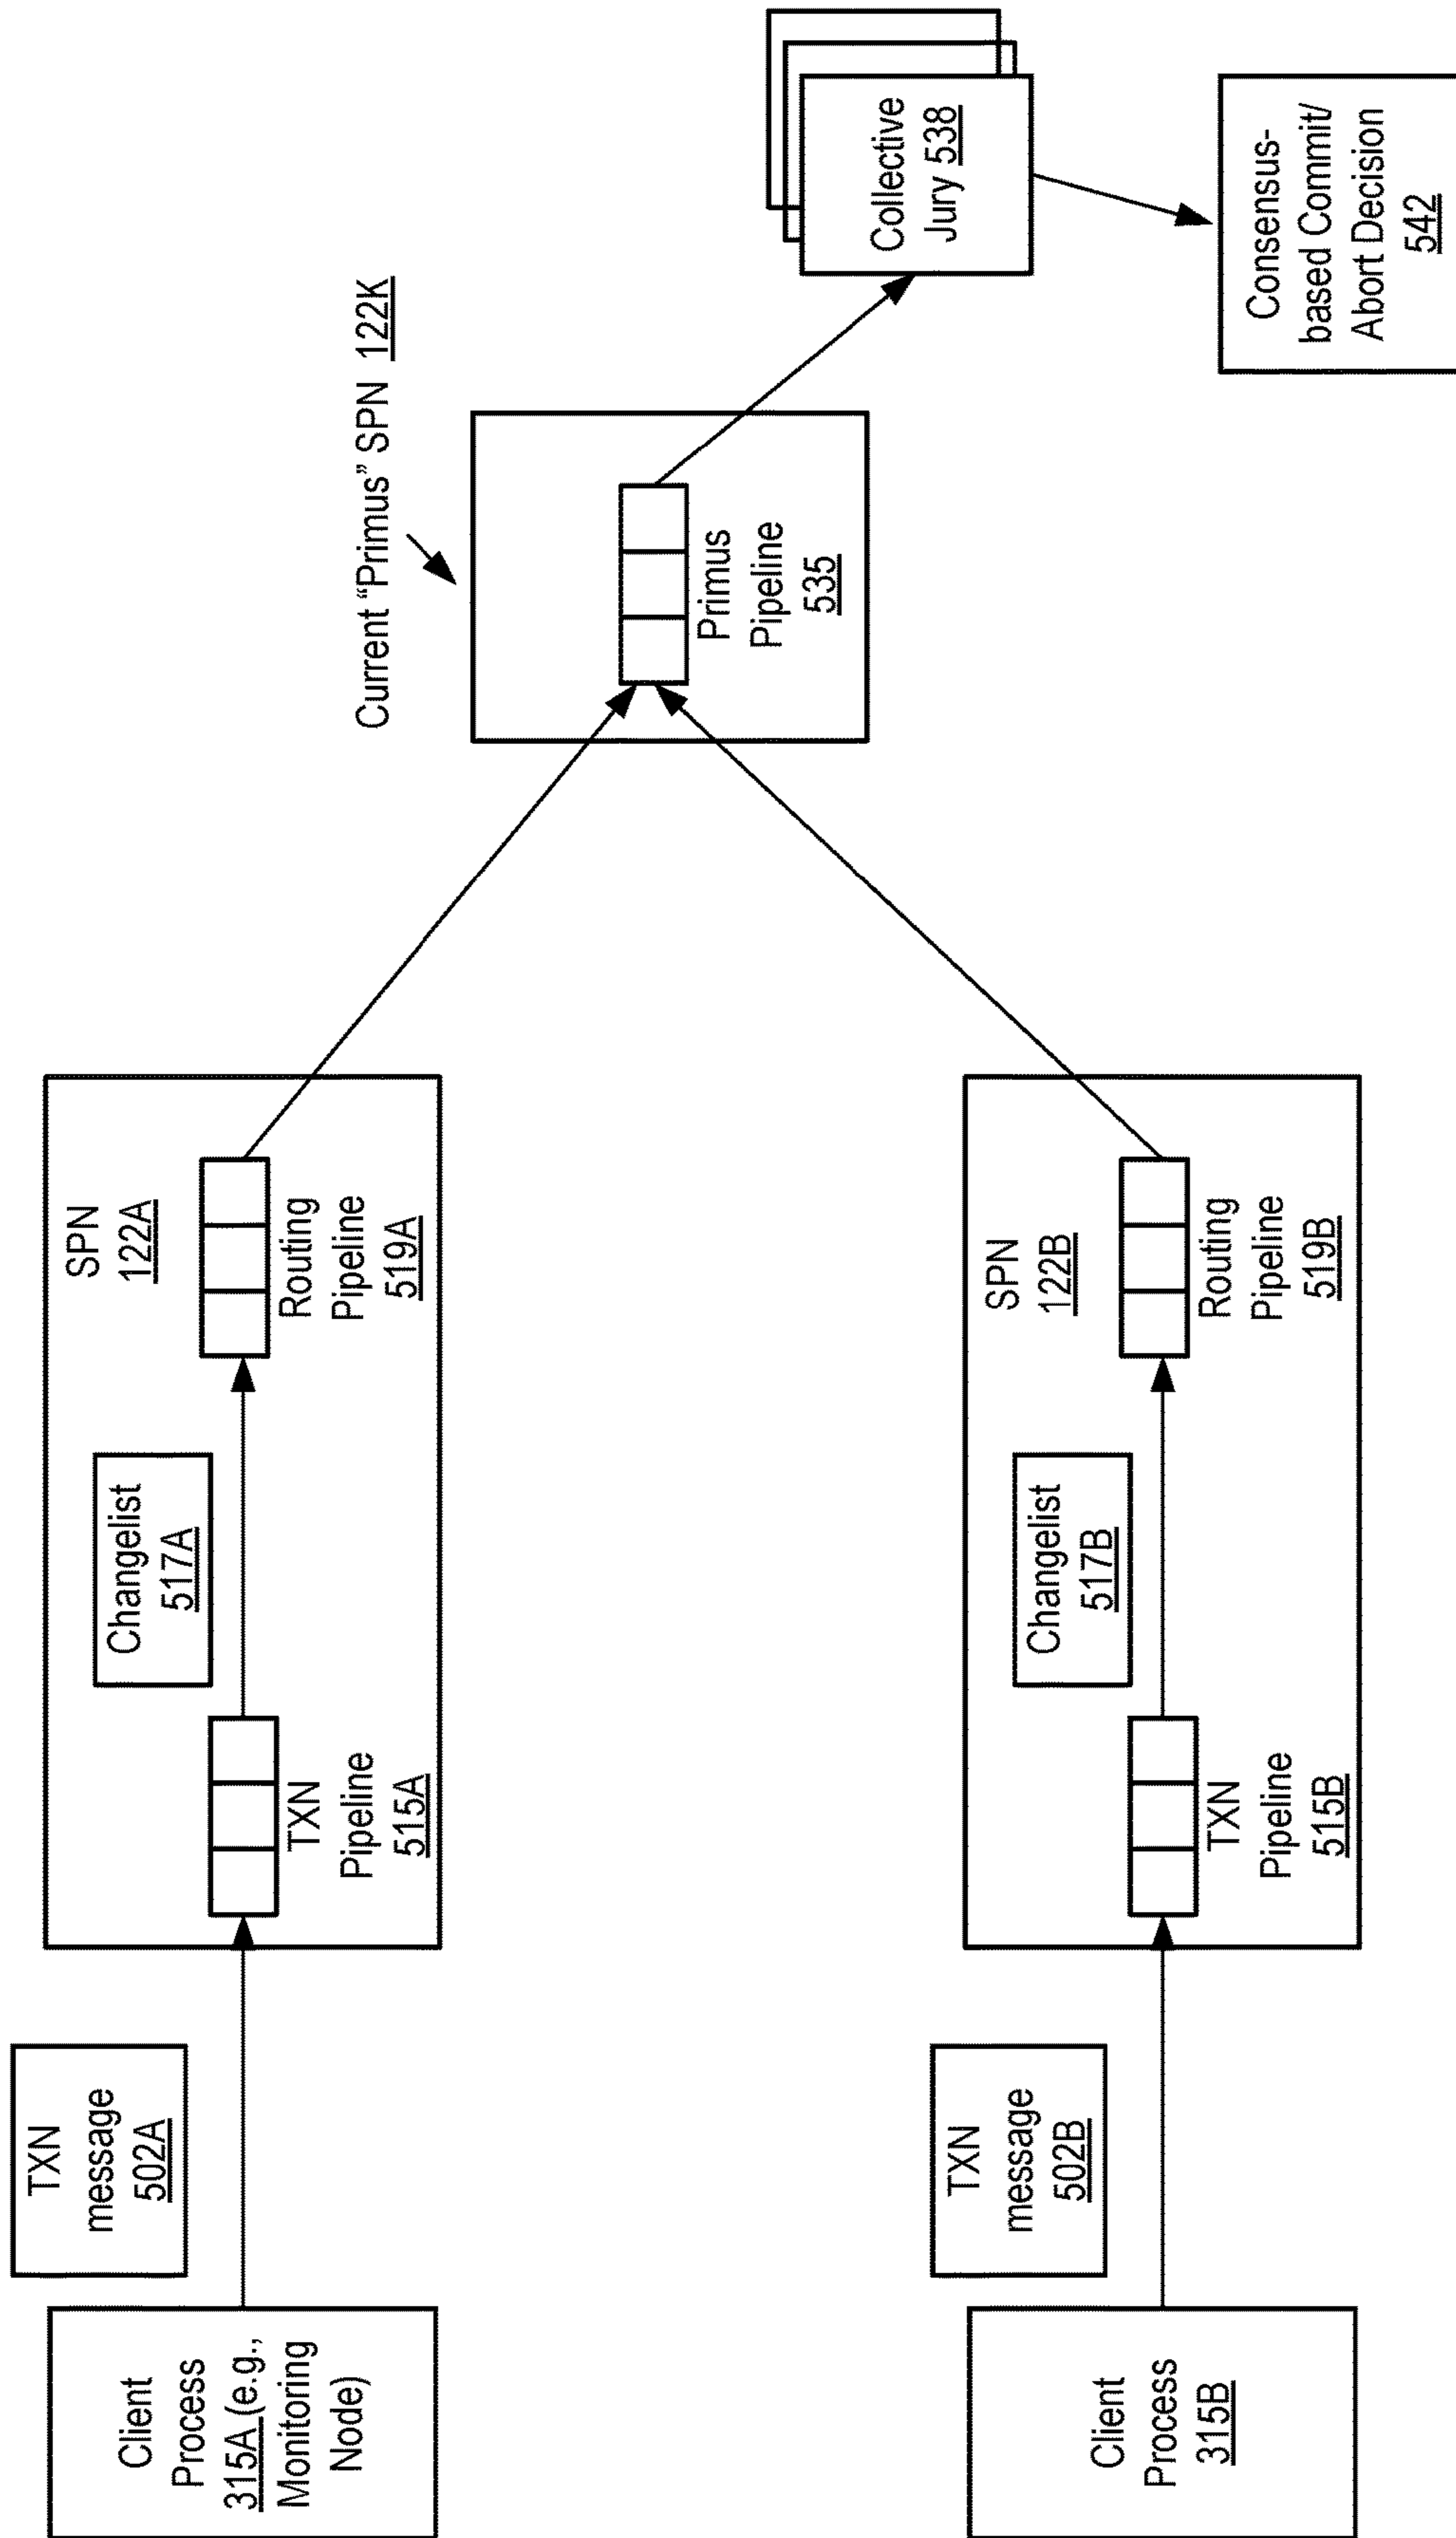 Client
Process
315A (e.g.,
Monitoring
Node)
TXN
message
502A
TXN
Pipeline
515A
Changelist
517A
SPN
122A
Routing
Pipeline
519A
Client
Process
315B
TXN
message
502B
TXN
Pipeline
515B
Changelist
517B
SPN
122B
Routing
Pipeline
519B
Current “Primus” SPN 122K
Primus
Pipeline
535
Collective
Jury 538
Consensus-
based Commit/
Abort Decision
542